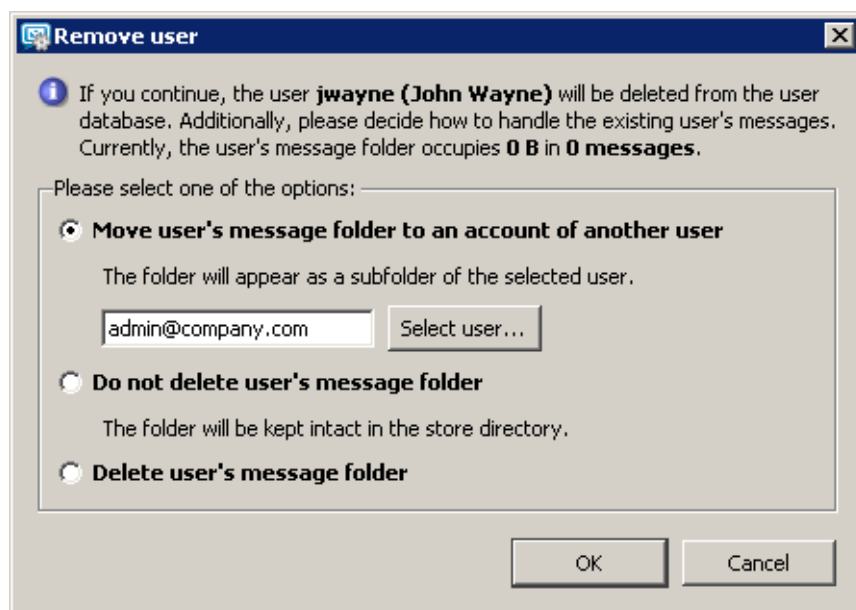 Remove user
If you continue, the user jwayne (John Wayne) will be deleted from the user
database. Additionally, please decide how to handle the existing user's messages.
Currently, the user's message folder occupies 0 B in 0 messages.
Please select one of the options:
Move user's message folder to an account of another user
The folder will appear as a subfolder of the selected user.
admin@company.com Select user...
Do not delete user's message folder
The folder will be kept intact in the store directory.
Delete user's message folder
OK Cancel